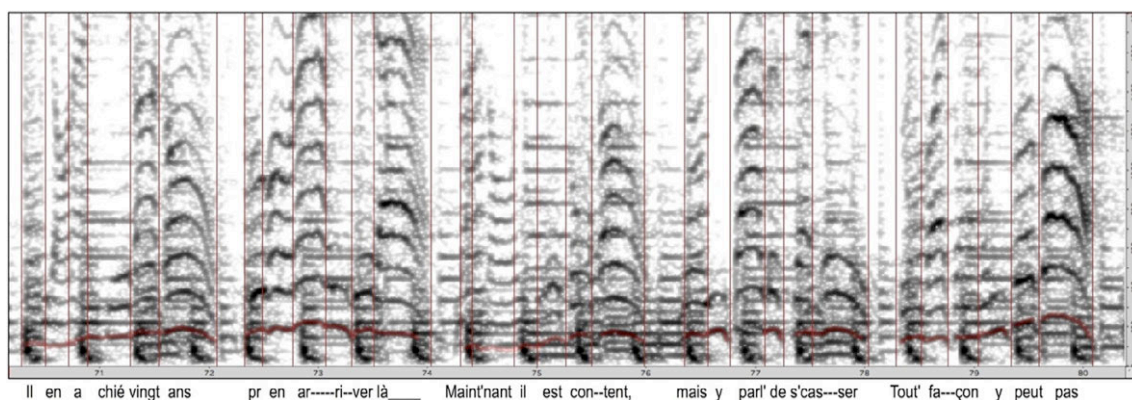 71 72 73 74 75 76 77 78 79 80
Il en a chié vingt ans pr en ar-----ri--ver là____ Maint'nant il est con--tent, mais y parl' de s'cas---ser Tout' fa---çon y peut pas